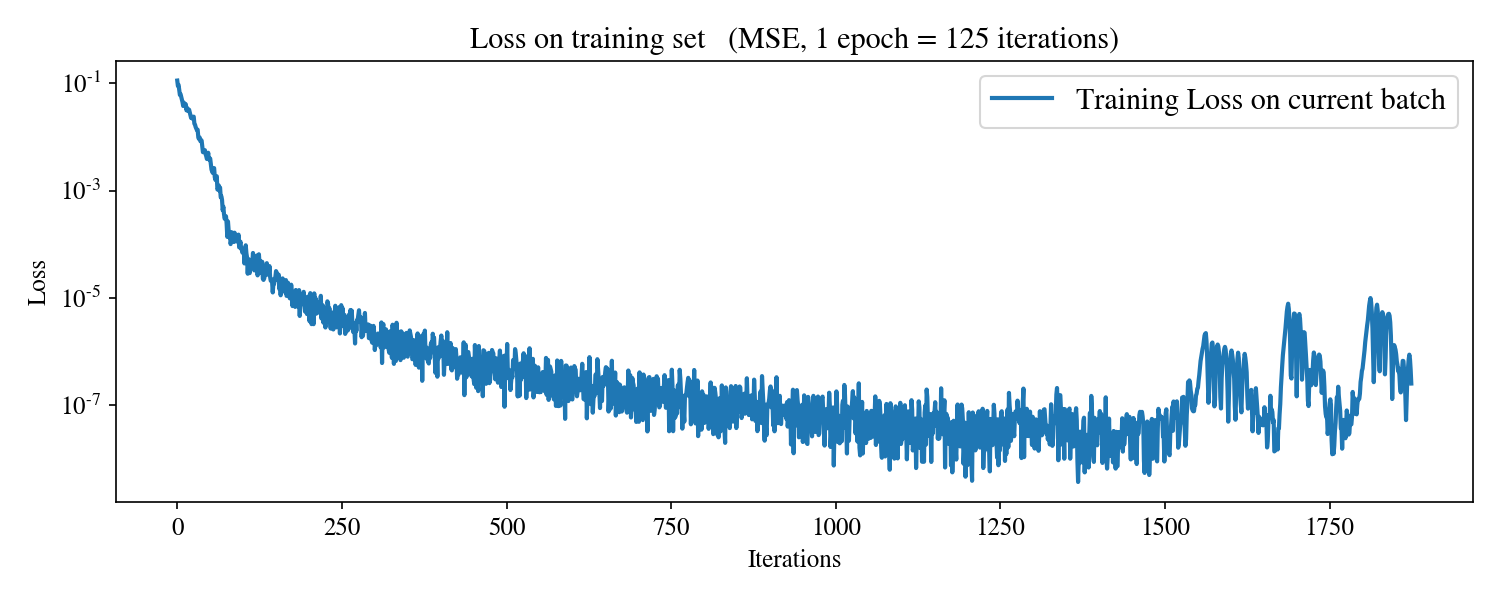 Loss on training set (MSE, 1 epoch = 125 iterations)
Training Loss on current batch
Loss
10⁻¹
10⁻³
10⁻⁵
10⁻⁷
0 250 500 750 1000 1250 1500 1750
Iterations